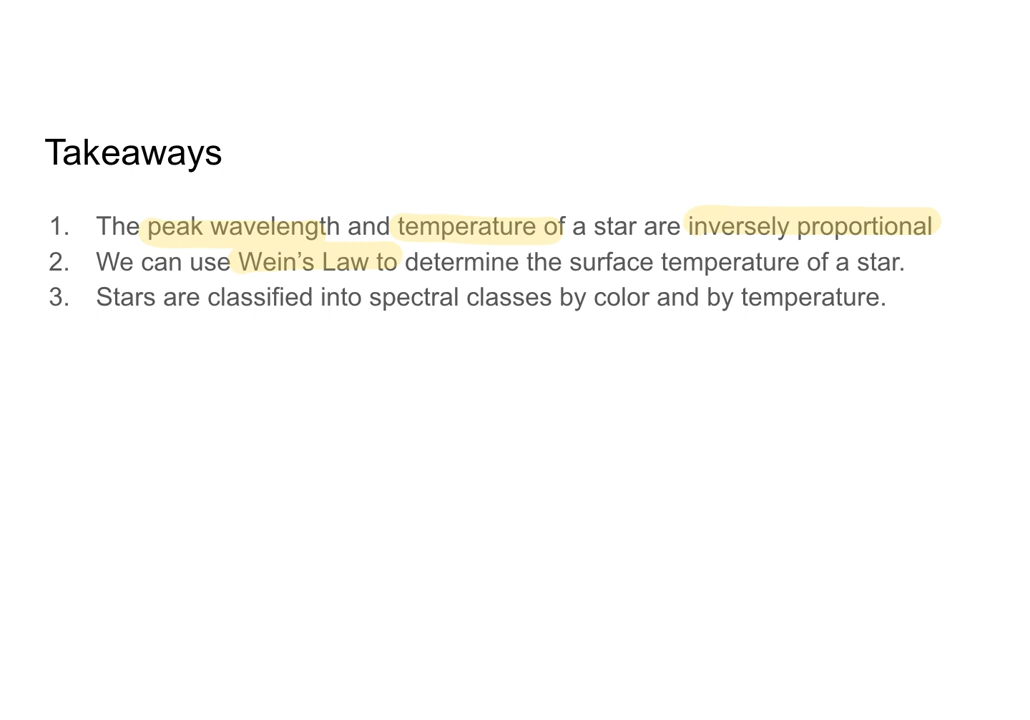 Takeaways
1. The peak wavelength and temperature of a star are inversely proportional
2. We can use Wein’s Law to determine the surface temperature of a star.
3. Stars are classified into spectral classes by color and by temperature.